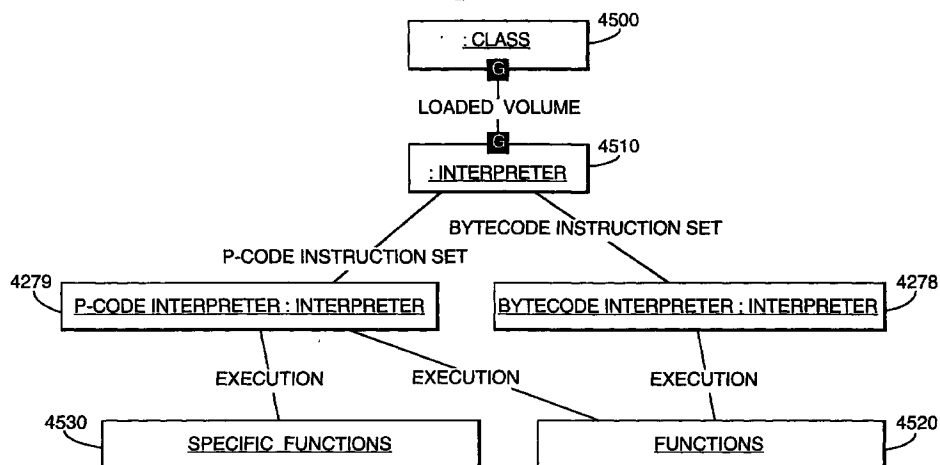 4500
: CLASS
G
LOADED VOLUME
G
4510
: INTERPRETER
BYTECODE INSTRUCTION SET
P-CODE INSTRUCTION SET
4279
4278
P-CODE INTERPRETER : INTERPRETER
BYTECODE INTERPRETER : INTERPRETER
EXECUTION
EXECUTION
EXECUTION
4530
4520
SPECIFIC FUNCTIONS
FUNCTIONS